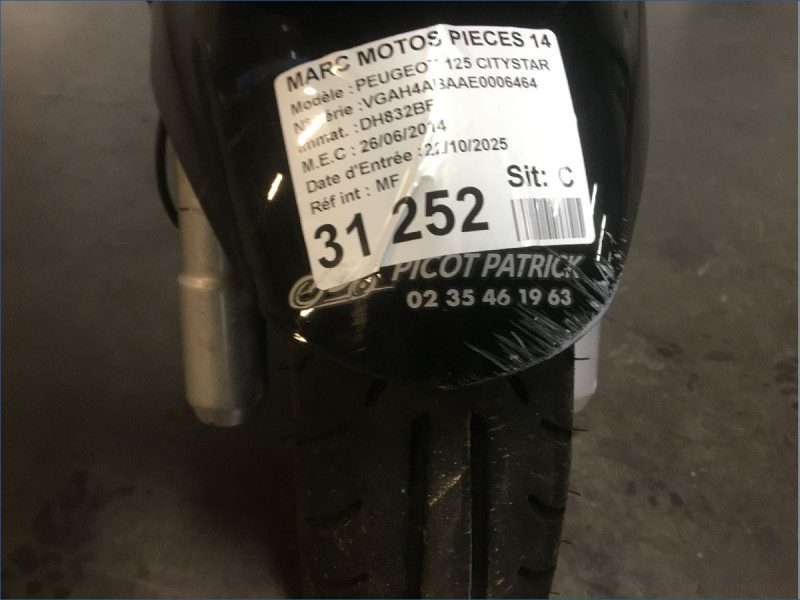 MARC MOTOS PIECES 14
Modèle : PEUGEOT 125 CITYSTAR
N° série : VGAH4ABAAE0006464
Immat. : DH832BF
M.E.C : 26/06/2014
Date d'Entrée : 22/10/2025
Réf int : MF
Sit: C
31 252
PICOT PATRICK
02 35 46 19 63